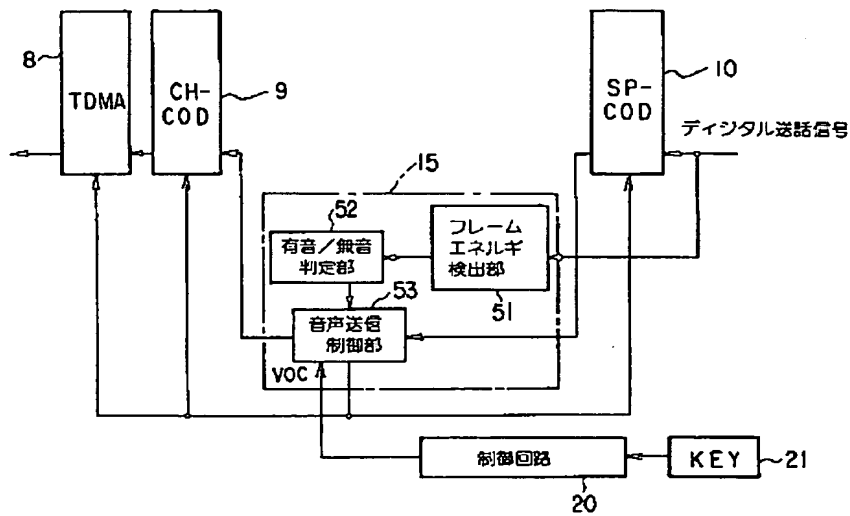 8
TDMA
CH-
COD
9
SP-
COD
10
ディジタル送話信号
15
52
有音/無音
判定部
フレーム
エネルギ
検出部
51
53
音声送信
制御部
VOC
制御回路
20
KEY
21